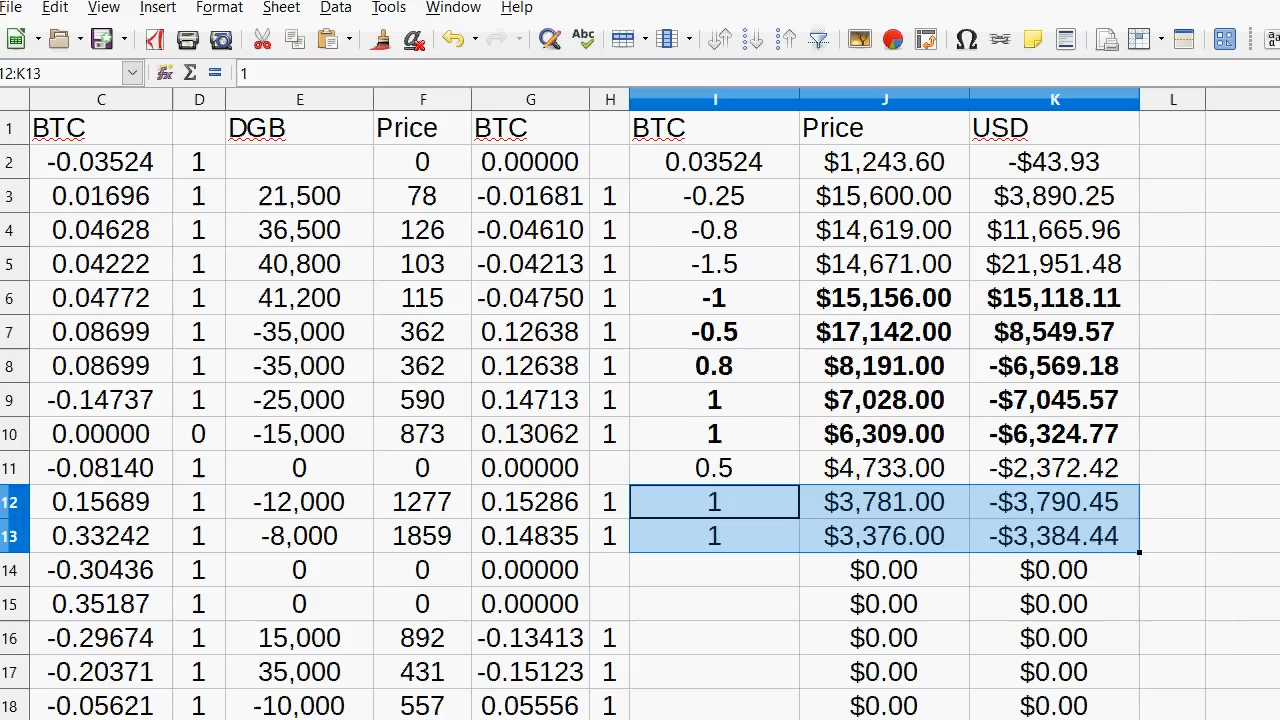 File Edit View Insert Format Sheet Data Tools Window Help
Abc
12:K13 1
C D E F G H I J K L
1 BTC DGB Price BTC BTC Price USD
2 -0.03524 1 0 0.00000 0.03524 $1,243.60 -$43.93
3 0.01696 1 21,500 78 -0.01681 1 -0.25 $15,600.00 $3,890.25
4 0.04628 1 36,500 126 -0.04610 1 -0.8 $14,619.00 $11,665.96
5 0.04222 1 40,800 103 -0.04213 1 -1.5 $14,671.00 $21,951.48
6 0.04772 1 41,200 115 -0.04750 1 -1 $15,156.00 $15,118.11
7 0.08699 1 -35,000 362 0.12638 1 -0.5 $17,142.00 $8,549.57
8 0.08699 1 -35,000 362 0.12638 1 0.8 $8,191.00 -$6,569.18
9 -0.14737 1 -25,000 590 0.14713 1 1 $7,028.00 -$7,045.57
10 0.00000 0 -15,000 873 0.13062 1 1 $6,309.00 -$6,324.77
11 -0.08140 1 0 0 0.00000 0.5 $4,733.00 -$2,372.42
12 0.15689 1 -12,000 1277 0.15286 1 1 $3,781.00 -$3,790.45
13 0.33242 1 -8,000 1859 0.14835 1 1 $3,376.00 -$3,384.44
14 -0.30436 1 0 0 0.00000 $0.00 $0.00
15 0.35187 1 0 0 0.00000 $0.00 $0.00
16 -0.29674 1 15,000 892 -0.13413 1 $0.00 $0.00
17 -0.20371 1 35,000 431 -0.15123 1 $0.00 $0.00
18 -0.05621 1 -10,000 557 0.05556 1 $0.00 $0.00